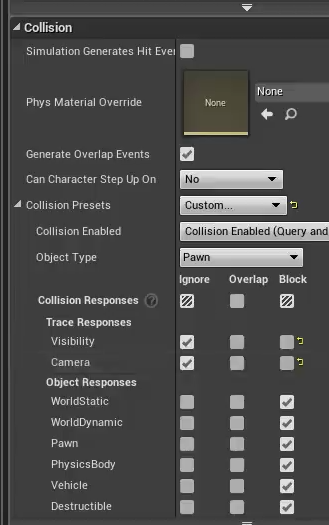 Collision
Simulation Generates Hit Ever
Phys Material Override
None
None
Generate Overlap Events
Can Character Step Up On
No
Collision Presets
Custom...
Collision Enabled
Collision Enabled (Query and
Object Type
Pawn
Ignore Overlap Block
Collision Responses ?
Trace Responses
Visibility
Camera
Object Responses
WorldStatic
WorldDynamic
Pawn
PhysicsBody
Vehicle
Destructible